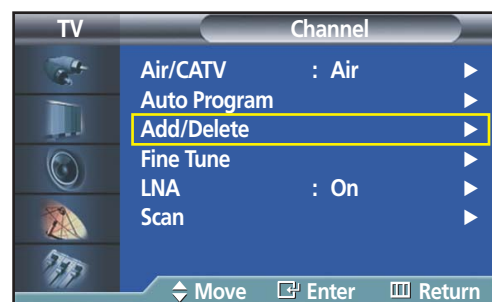 TV Channel
Air/CATV : Air
Auto Program
Add/Delete
Fine Tune
LNA : On
Scan
Move Enter Return